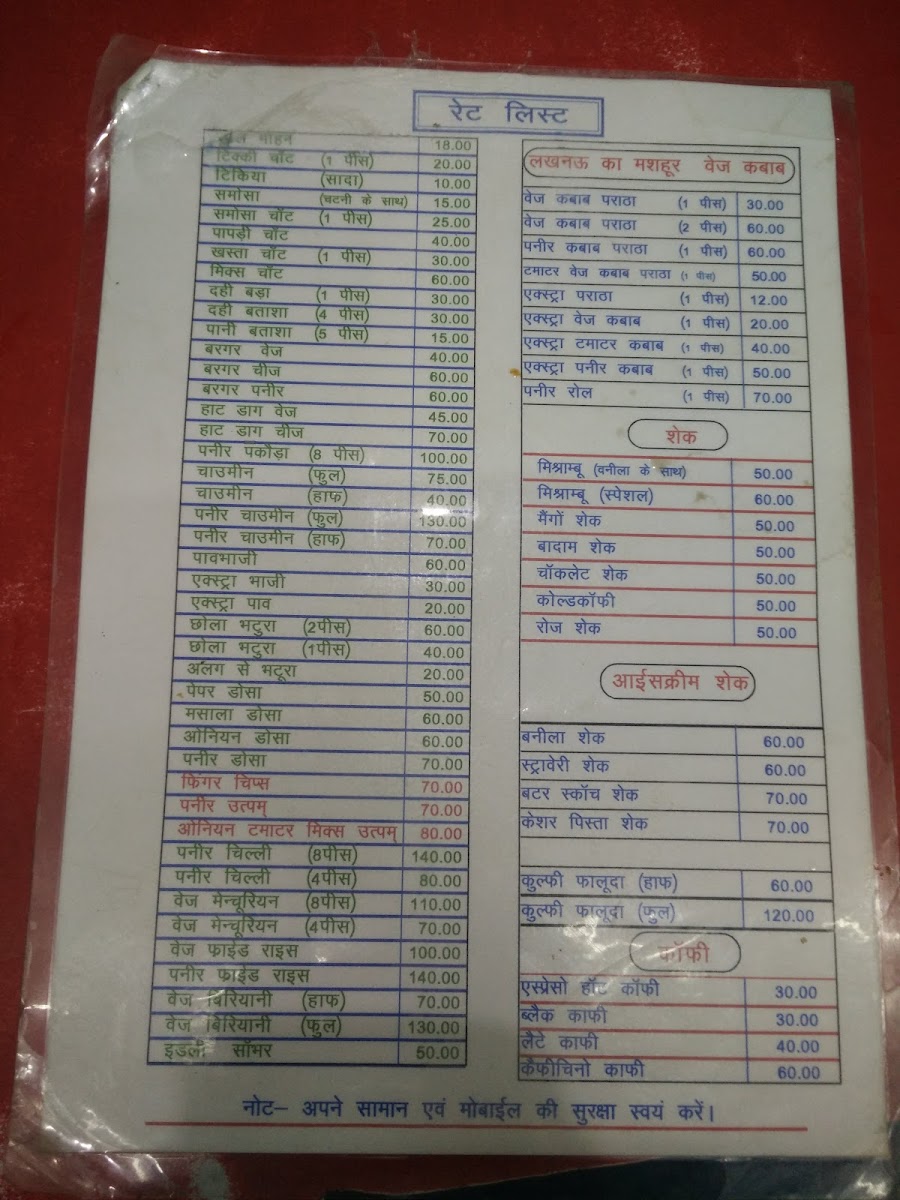 रेट लिस्ट
मोहन 18.00
टिक्की चॉट (1 पीस) 20.00
टिकिया (सादा) 10.00
समोसा (चटनी के साथ) 15.00
समोसा चॉट (1 पीस) 25.00
पापड़ी चॉट 40.00
खस्ता चॉट (1 पीस) 30.00
मिक्स चॉट 60.00
दही बड़ा (1 पीस) 30.00
दही बताशा (4 पीस) 30.00
पानी बताशा (5 पीस) 15.00
बरगर वेज 40.00
बरगर चीज 60.00
बरगर पनीर 60.00
हाट डाग वेज 45.00
हाट डाग चीज 70.00
पनीर पकौड़ा (8 पीस) 100.00
चाउमीन (फुल) 75.00
चाउमीन (हाफ) 40.00
पनीर चाउमीन (फुल) 130.00
पनीर चाउमीन (हाफ) 70.00
पावभाजी 60.00
एक्स्ट्रा भाजी 30.00
एक्स्ट्रा पाव 20.00
छोला भटुरा (2पीस) 60.00
छोला भटुरा (1पीस) 40.00
अलग से भटूरा 20.00
पेपर डोसा 50.00
मसाला डोसा 60.00
ओनियन डोसा 60.00
पनीर डोसा 70.00
फिंगर चिप्स 70.00
पनीर उत्पम् 70.00
ओनियन टमाटर मिक्स उत्पम् 80.00
पनीर चिल्ली (8पीस) 140.00
पनीर चिल्ली (4पीस) 80.00
वेज मेन्चूरियन (8पीस) 110.00
वेज मेन्चूरियन (4पीस) 70.00
वेज फ्राईड राइस 100.00
पनीर फ्राईड राइस 140.00
वेज बिरियानी (हाफ) 70.00
वेज बिरियानी (फुल) 130.00
इडली सॉभर 50.00
लखनऊ का मशहूर वेज कबाब
वेज कबाब पराठा (1 पीस) 30.00
वेज कबाब पराठा (2 पीस) 60.00
पनीर कबाब पराठा (1 पीस) 60.00
टमाटर वेज कबाब पराठा (1 पीस) 50.00
एक्स्ट्रा पराठा (1 पीस) 12.00
एक्स्ट्रा वेज कबाब (1 पीस) 20.00
एक्स्ट्रा टमाटर कबाब (1 पीस) 40.00
एक्स्ट्रा पनीर कबाब (1 पीस) 50.00
पनीर रोल (1 पीस) 70.00
शेक
मिश्राम्बू (वनीला के साथ) 50.00
मिश्राम्बू (स्पेशल) 60.00
मैंगों शेक 50.00
बादाम शेक 50.00
चॉकलेट शेक 50.00
कोल्डकॉफी 50.00
रोज शेक 50.00
आईसक्रीम शेक
बनीला शेक 60.00
स्ट्रावेरी शेक 60.00
बटर स्कॉच शेक 70.00
केशर पिस्ता शेक 70.00
कुल्फी फालूदा (हाफ) 60.00
कुल्फी फालूदा (फुल) 120.00
कॉफी
एस्प्रेसो हॉट कॉफी 30.00
ब्लैक काफी 30.00
लैटे काफी 40.00
कैफीचिनो काफी 60.00
नोट– अपने सामान एवं मोबाईल की सुरक्षा स्वयं करें।